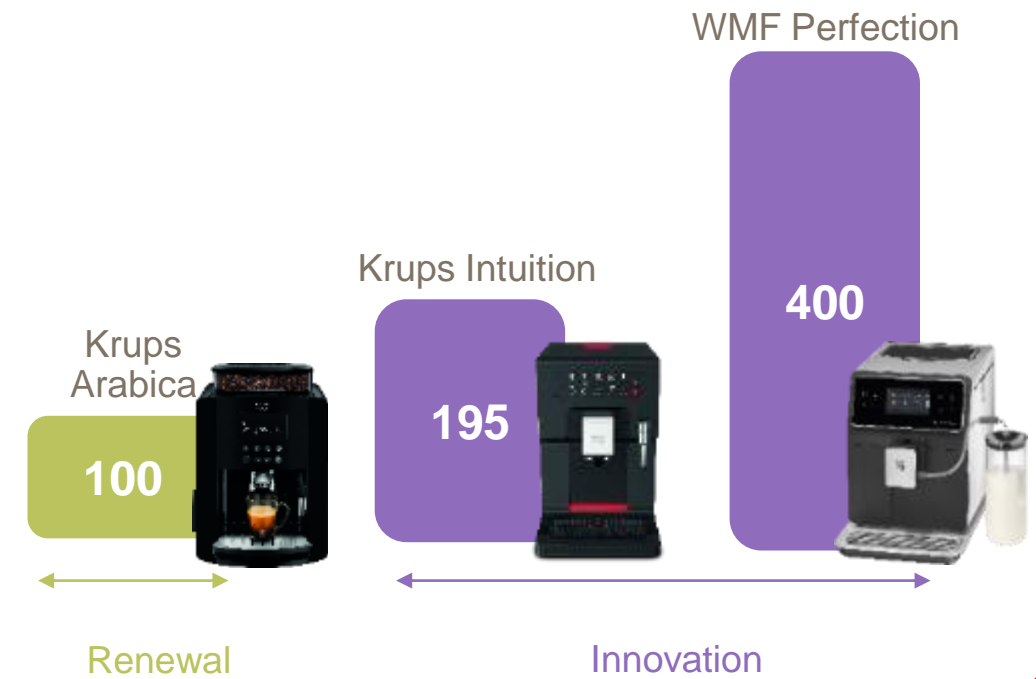 WMF Perfection
Krups Intuition
Krups
Arabica
400
195
100
Renewal
Innovation